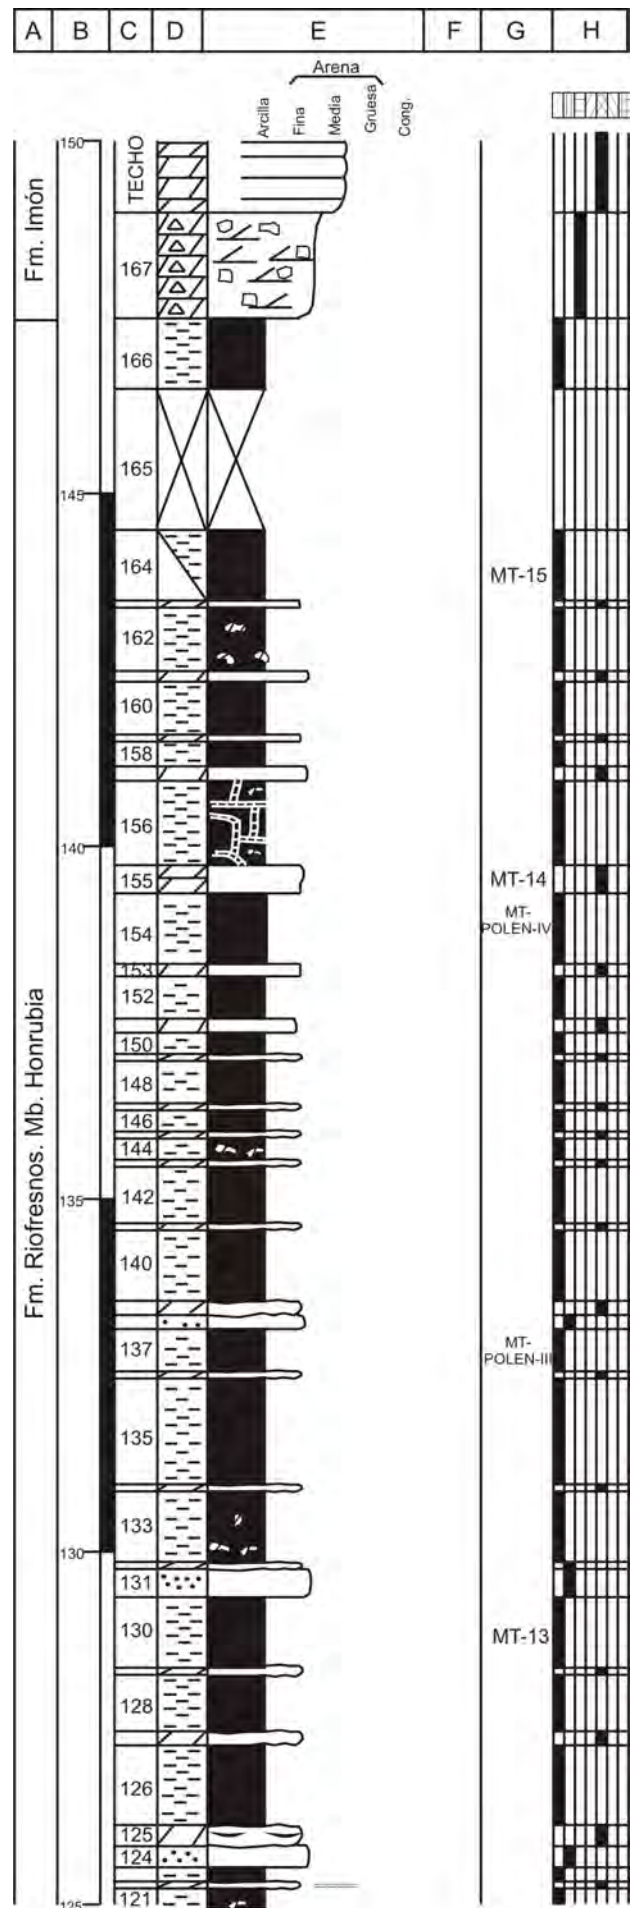 A B C D E F G H
Arena
Arcilla Fina Media Gruesa Cong.
150
TECHO
Fm. Imón
167
166
165
145
164
MT-15
162
160
158
156
140
155
MT-14
154
MT-
POLEN-IV
153
152
150
148
146
144
135
142
140
137
MT-
POLEN-III
135
133
130
131
130
MT-13
128
126
125
124
121
125
Fm. Riofresnos. Mb. Honrubia